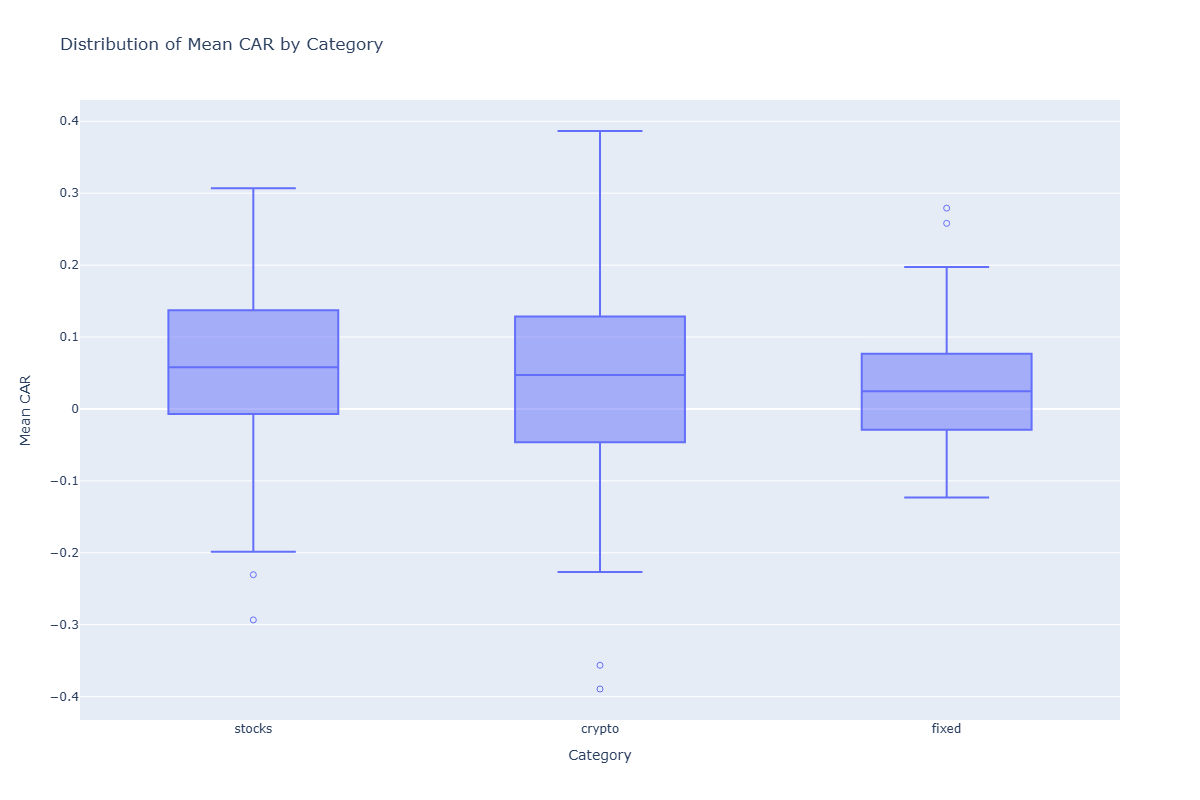 Distribution of Mean CAR by Category
Mean CAR
0.4
0.3
0.2
0.1
0
−0.1
−0.2
−0.3
−0.4
stocks
crypto
fixed
Category